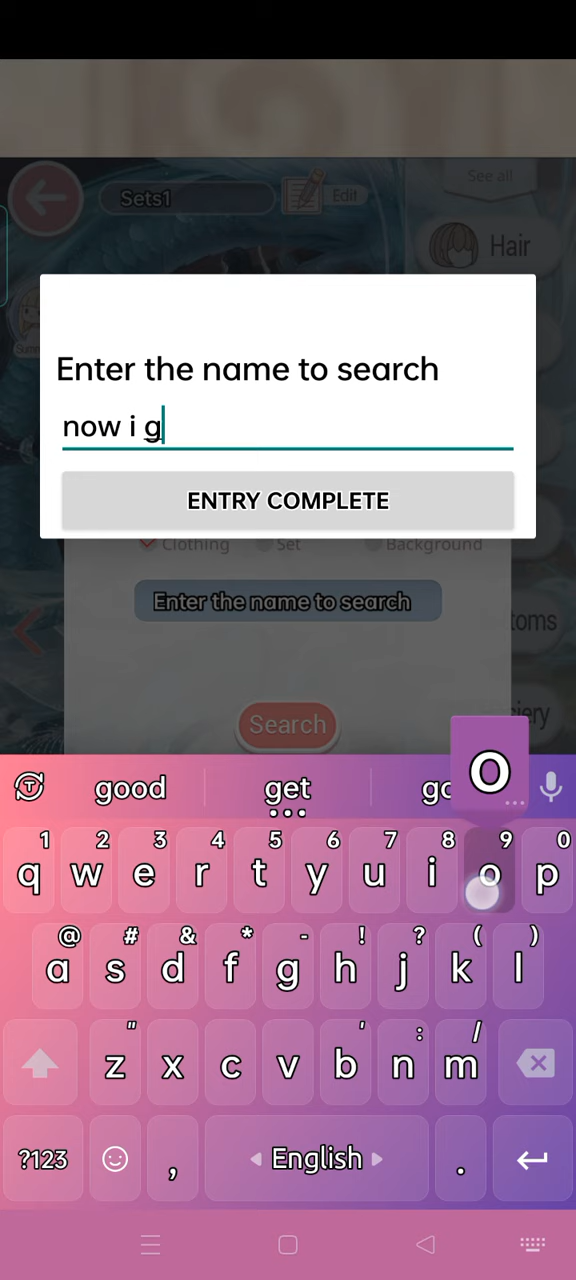 See all
Sets1
Edit
Hair
Enter the name to search
now i g
ENTRY COMPLETE
Clothing Set Background
Enter the name to search
Search
good get
o
1 2 3 4 5 6 7 8 9 0
q w e r t y u i o p
@ # & * - ! ? ( )
a s d f g h j k l
" ' : /
z x c v b n m
?123 , English .